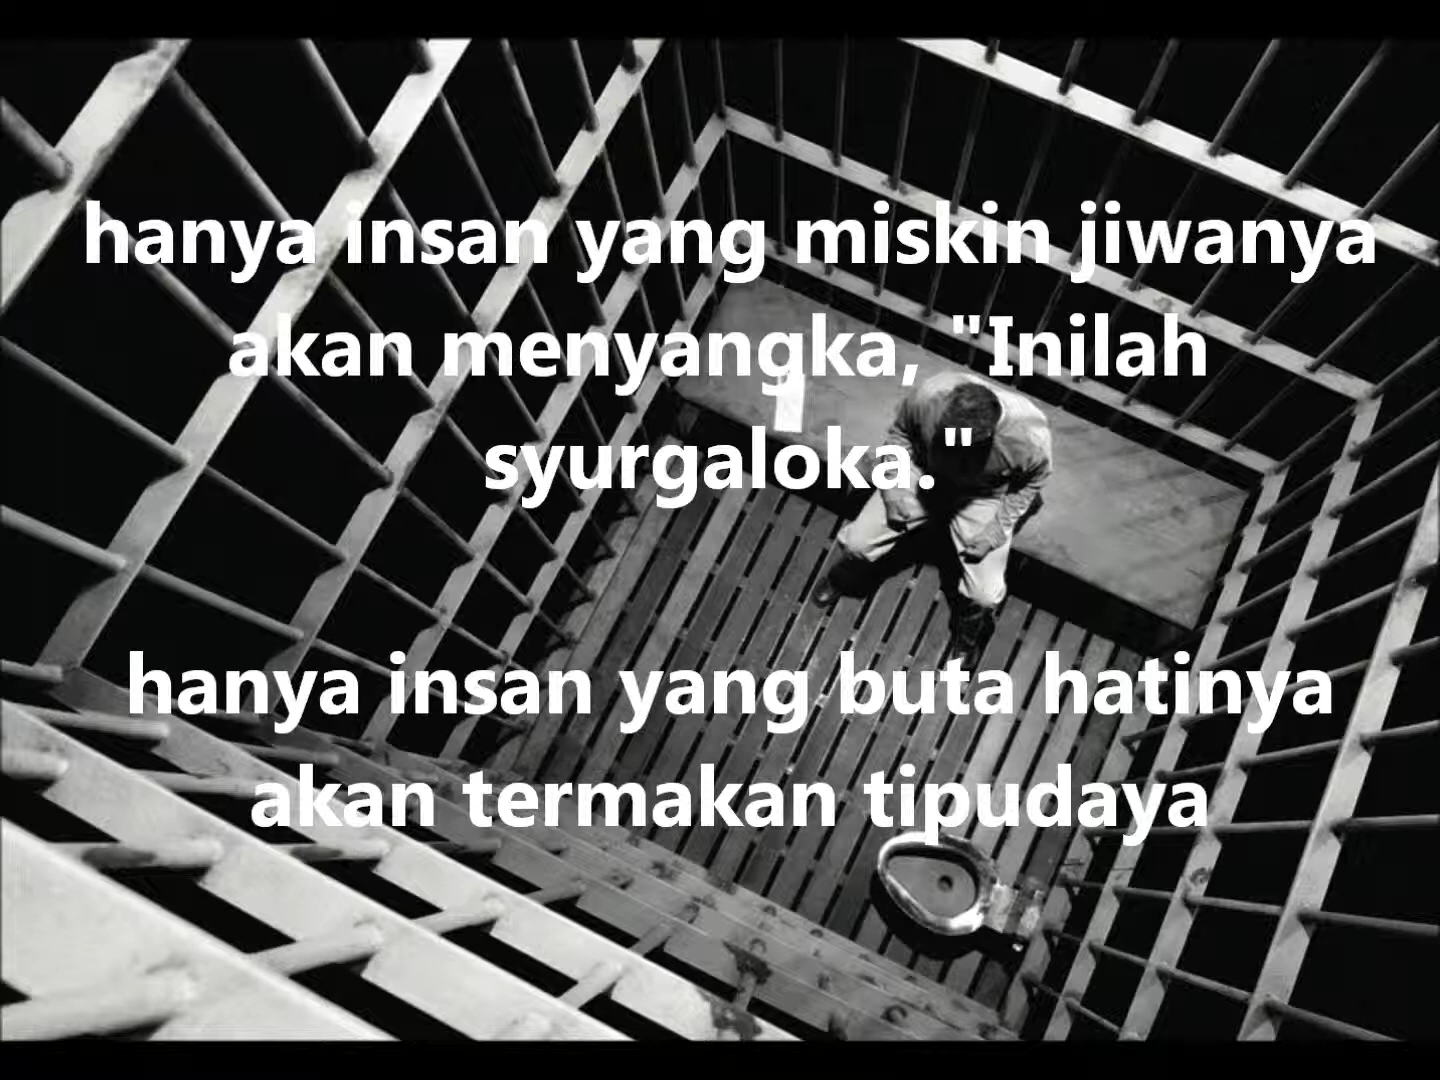 hanya insan yang miskin jiwanya
akan menyangka, "Inilah
syurgaloka."
hanya insan yang buta hatinya
akan termakan tipudaya